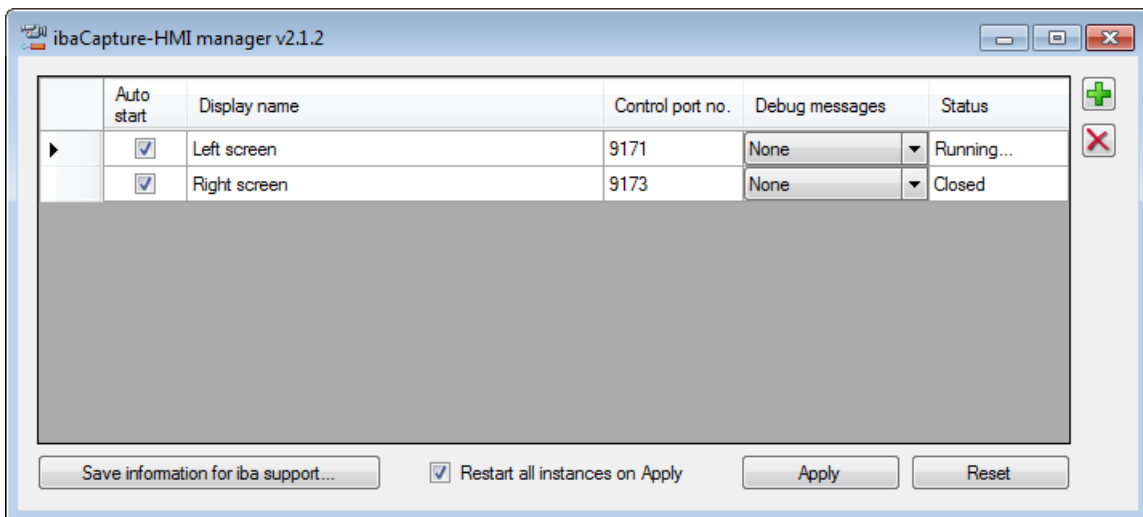 ibaCapture-HMI manager v2.1.2
Auto start Display name Control port no. Debug messages Status
Left screen 9171 None Running...
Right screen 9173 None Closed
Save information for iba support... Restart all instances on Apply Apply Reset